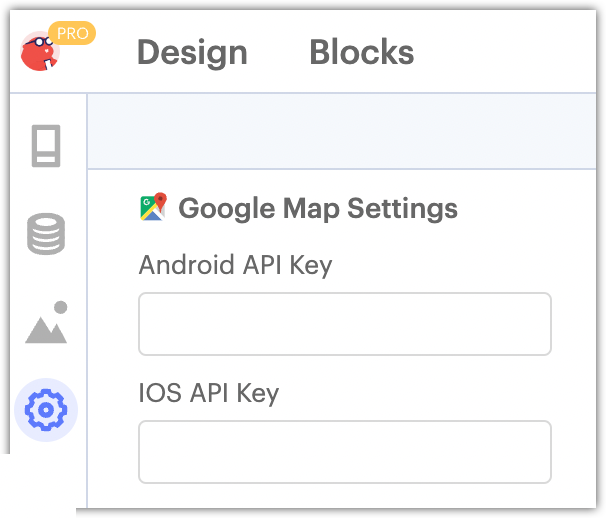 PRO
Design Blocks
Google Map Settings
Android API Key
IOS API Key